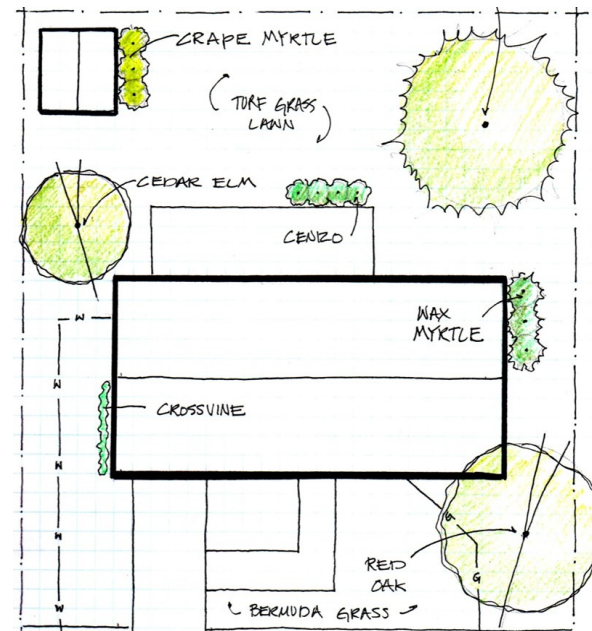 CRAPE MYRTLE
TURF GRASS
LAWN
CEDAR ELM
CENIZO
WAX
MYRTLE
W
W
CROSSVINE
W
W
W
G
RED
OAK
G
BERMUDA GRASS